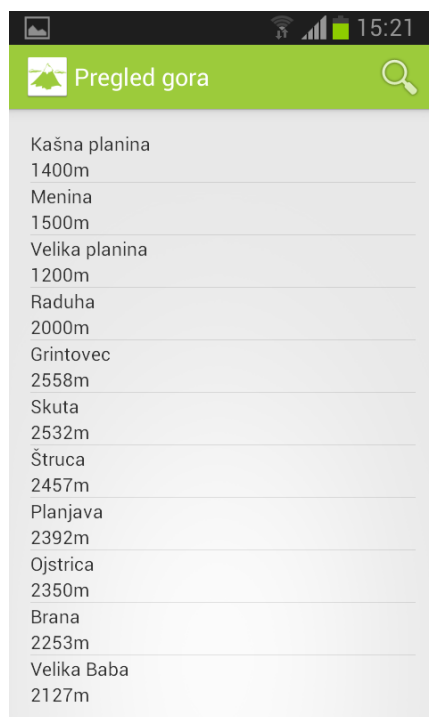 15:21
Pregled gora
Kašna planina
1400m
Menina
1500m
Velika planina
1200m
Raduha
2000m
Grintovec
2558m
Skuta
2532m
Štruca
2457m
Planjava
2392m
Ojstrica
2350m
Brana
2253m
Velika Baba
2127m